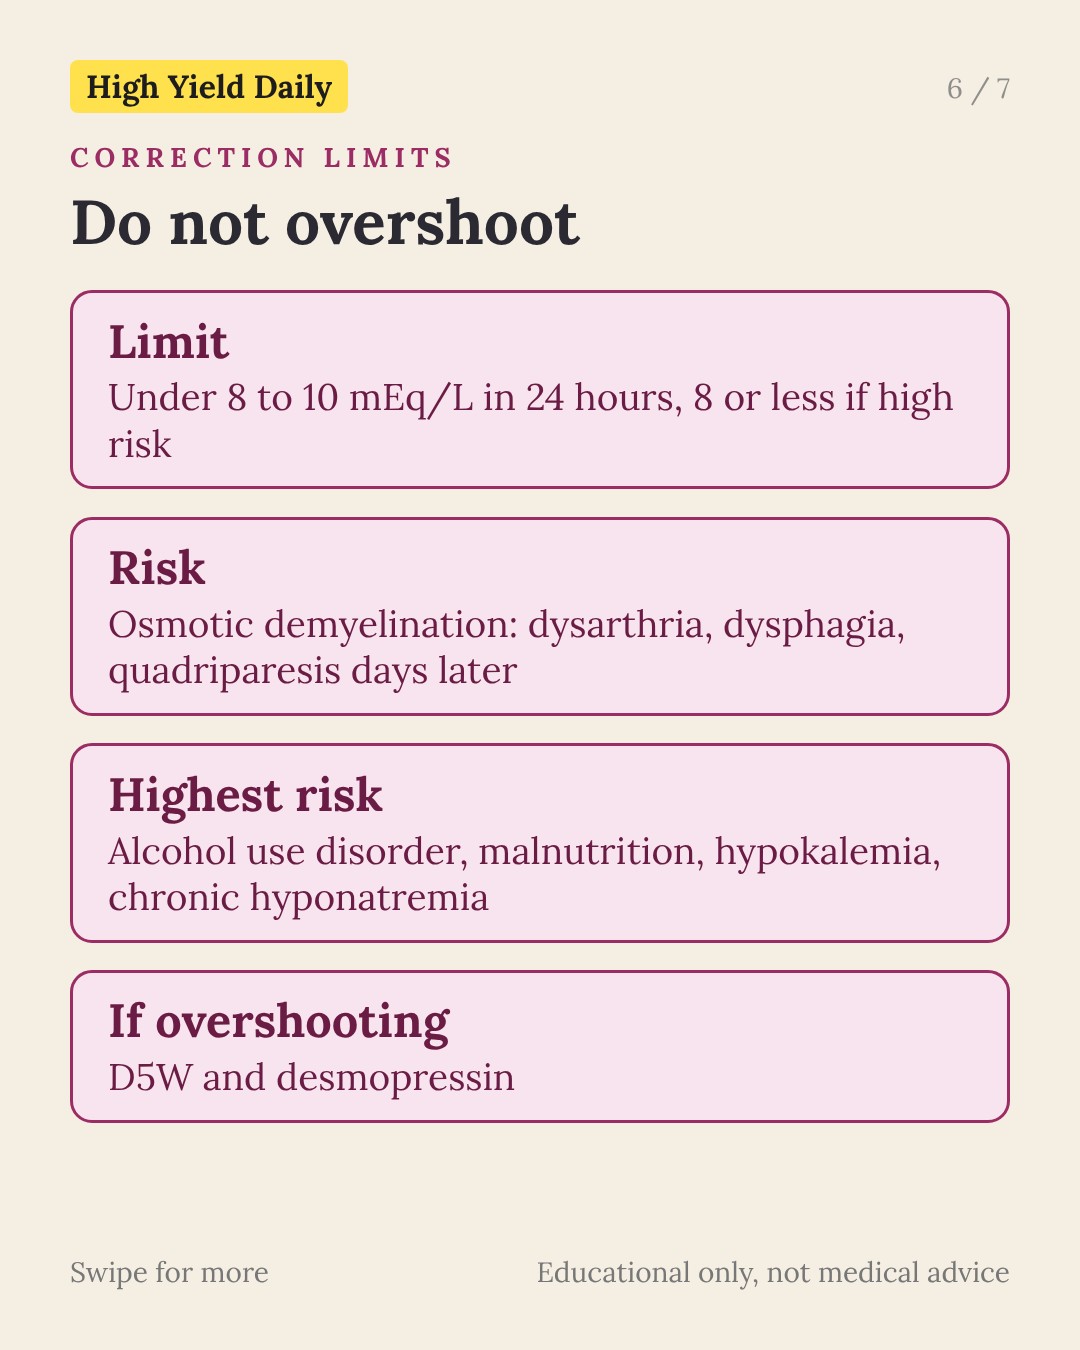 High Yield Daily
6 / 7
CORRECTION LIMITS
Do not overshoot
Limit
Under 8 to 10 mEq/L in 24 hours, 8 or less if high
risk
Risk
Osmotic demyelination: dysarthria, dysphagia,
quadriparesis days later
Highest risk
Alcohol use disorder, malnutrition, hypokalemia,
chronic hyponatremia
If overshooting
D5W and desmopressin
Swipe for more
Educational only, not medical advice